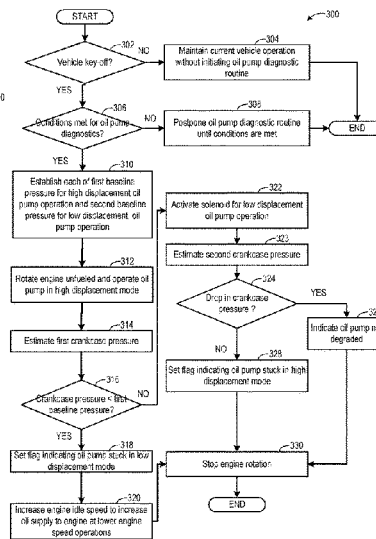 START
300
302
Vehicle key-off?
NO
304
Maintain current vehicle operation
without initiating oil pump diagnostic
routine
YES
306
Conditions met for oil pump
diagnostics?
NO
308
Postpone oil pump diagnostic routine
until conditions are met
END
YES
310
Establish each of first baseline
pressure for high displacement oil
pump operation and second baseline
pressure for low displacement oil
pump operation
312
Rotate engine unfueled and operate oil
pump in high displacement mode
314
Estimate first crankcase pressure
316
Crankcase pressure < first
baseline pressure?
NO
YES
318
Set flag indicating oil pump stuck in low
displacement mode
320
Increase engine idle speed to increase
oil supply to engine at lower engine
speed operations
322
Activate solenoid for low displacement
oil pump operation
323
Estimate second crankcase pressure
324
Drop in crankcase
pressure ?
YES
Indicate oil pump
degraded
NO
328
Set flag indicating oil pump stuck in high
displacement mode
330
Stop engine rotation
END